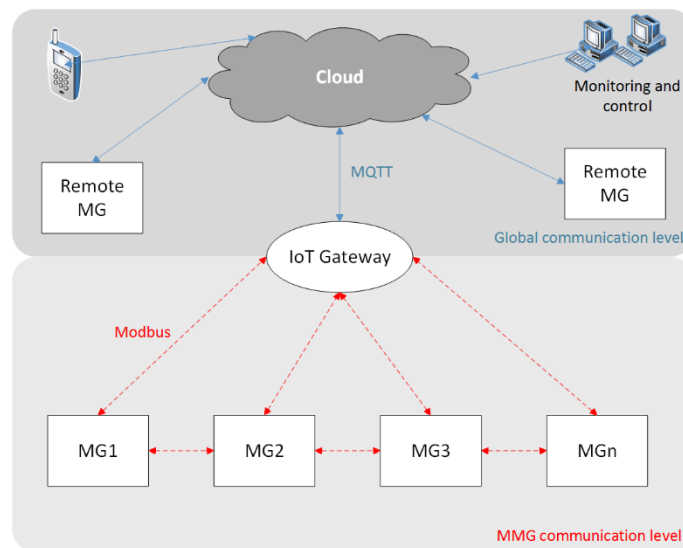 Cloud
Monitoring and
control
MQTT
Remote
MG
Remote
MG
Global communication level
IoT Gateway
Modbus
MG1
MG2
MG3
MGn
MMG communication level